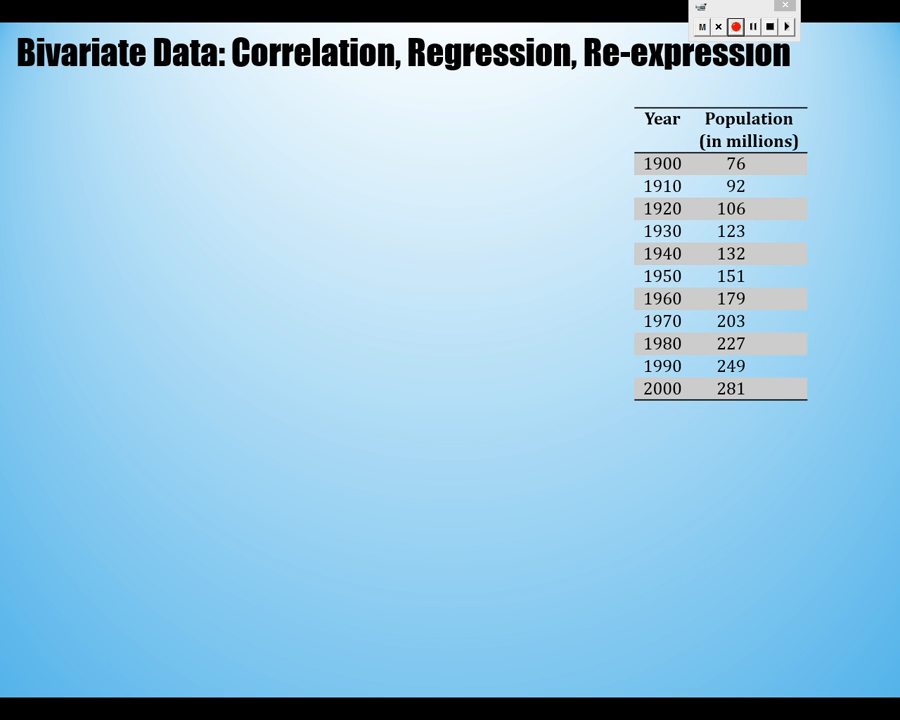 M
Bivariate Data: Correlation, Regression, Re-expression
Year Population
(in millions)
1900 76
1910 92
1920 106
1930 123
1940 132
1950 151
1960 179
1970 203
1980 227
1990 249
2000 281